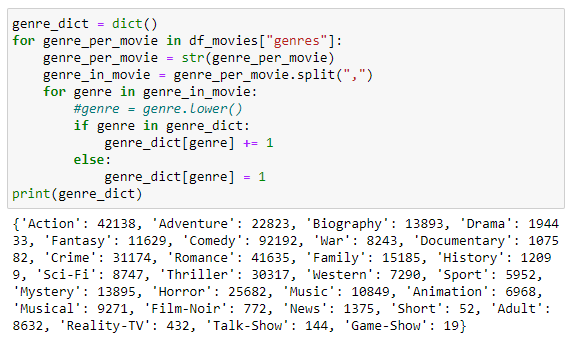 genre_dict = dict()
for genre_per_movie in df_movies["genres"]:
    genre_per_movie = str(genre_per_movie)
    genre_in_movie = genre_per_movie.split(",")
    for genre in genre_in_movie:
        #genre = genre.lower()
        if genre in genre_dict:
            genre_dict[genre] += 1
        else:
            genre_dict[genre] = 1
print(genre_dict)
{'Action': 42138, 'Adventure': 22823, 'Biography': 13893, 'Drama': 1944
33, 'Fantasy': 11629, 'Comedy': 92192, 'War': 8243, 'Documentary': 1075
82, 'Crime': 31174, 'Romance': 41635, 'Family': 15185, 'History': 1209
9, 'Sci-Fi': 8747, 'Thriller': 30317, 'Western': 7290, 'Sport': 5952,
'Mystery': 13895, 'Horror': 25682, 'Music': 10849, 'Animation': 6968,
'Musical': 9271, 'Film-Noir': 772, 'News': 1375, 'Short': 52, 'Adult':
8632, 'Reality-TV': 432, 'Talk-Show': 144, 'Game-Show': 19}